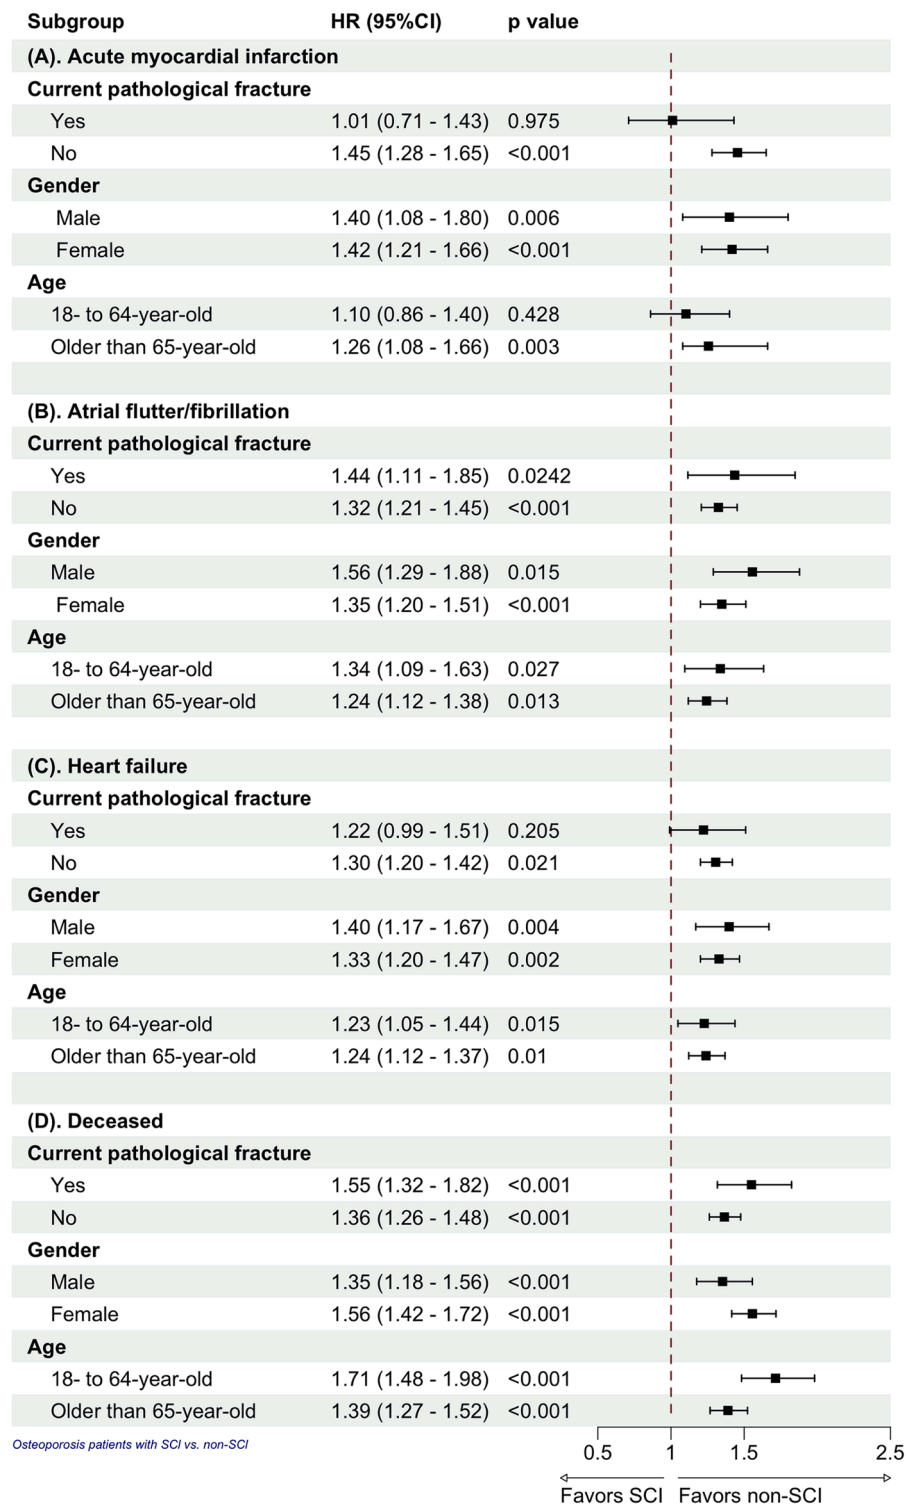 Subgroup HR (95%CI) p value
(A). Acute myocardial infarction
Current pathological fracture
Yes 1.01 (0.71 - 1.43) 0.975
No 1.45 (1.28 - 1.65) <0.001
Gender
Male 1.40 (1.08 - 1.80) 0.006
Female 1.42 (1.21 - 1.66) <0.001
Age
18- to 64-year-old 1.10 (0.86 - 1.40) 0.428
Older than 65-year-old 1.26 (1.08 - 1.66) 0.003
(B). Atrial flutter/fibrillation
Current pathological fracture
Yes 1.44 (1.11 - 1.85) 0.0242
No 1.32 (1.21 - 1.45) <0.001
Gender
Male 1.56 (1.29 - 1.88) 0.015
Female 1.35 (1.20 - 1.51) <0.001
Age
18- to 64-year-old 1.34 (1.09 - 1.63) 0.027
Older than 65-year-old 1.24 (1.12 - 1.38) 0.013
(C). Heart failure
Current pathological fracture
Yes 1.22 (0.99 - 1.51) 0.205
No 1.30 (1.20 - 1.42) 0.021
Gender
Male 1.40 (1.17 - 1.67) 0.004
Female 1.33 (1.20 - 1.47) 0.002
Age
18- to 64-year-old 1.23 (1.05 - 1.44) 0.015
Older than 65-year-old 1.24 (1.12 - 1.37) 0.01
(D). Deceased
Current pathological fracture
Yes 1.55 (1.32 - 1.82) <0.001
No 1.36 (1.26 - 1.48) <0.001
Gender
Male 1.35 (1.18 - 1.56) <0.001
Female 1.56 (1.42 - 1.72) <0.001
Age
18- to 64-year-old 1.71 (1.48 - 1.98) <0.001
Older than 65-year-old 1.39 (1.27 - 1.52) <0.001
Osteoporosis patients with SCI vs. non-SCI
0.5 1 1.5 2.5
Favors SCI Favors non-SCI